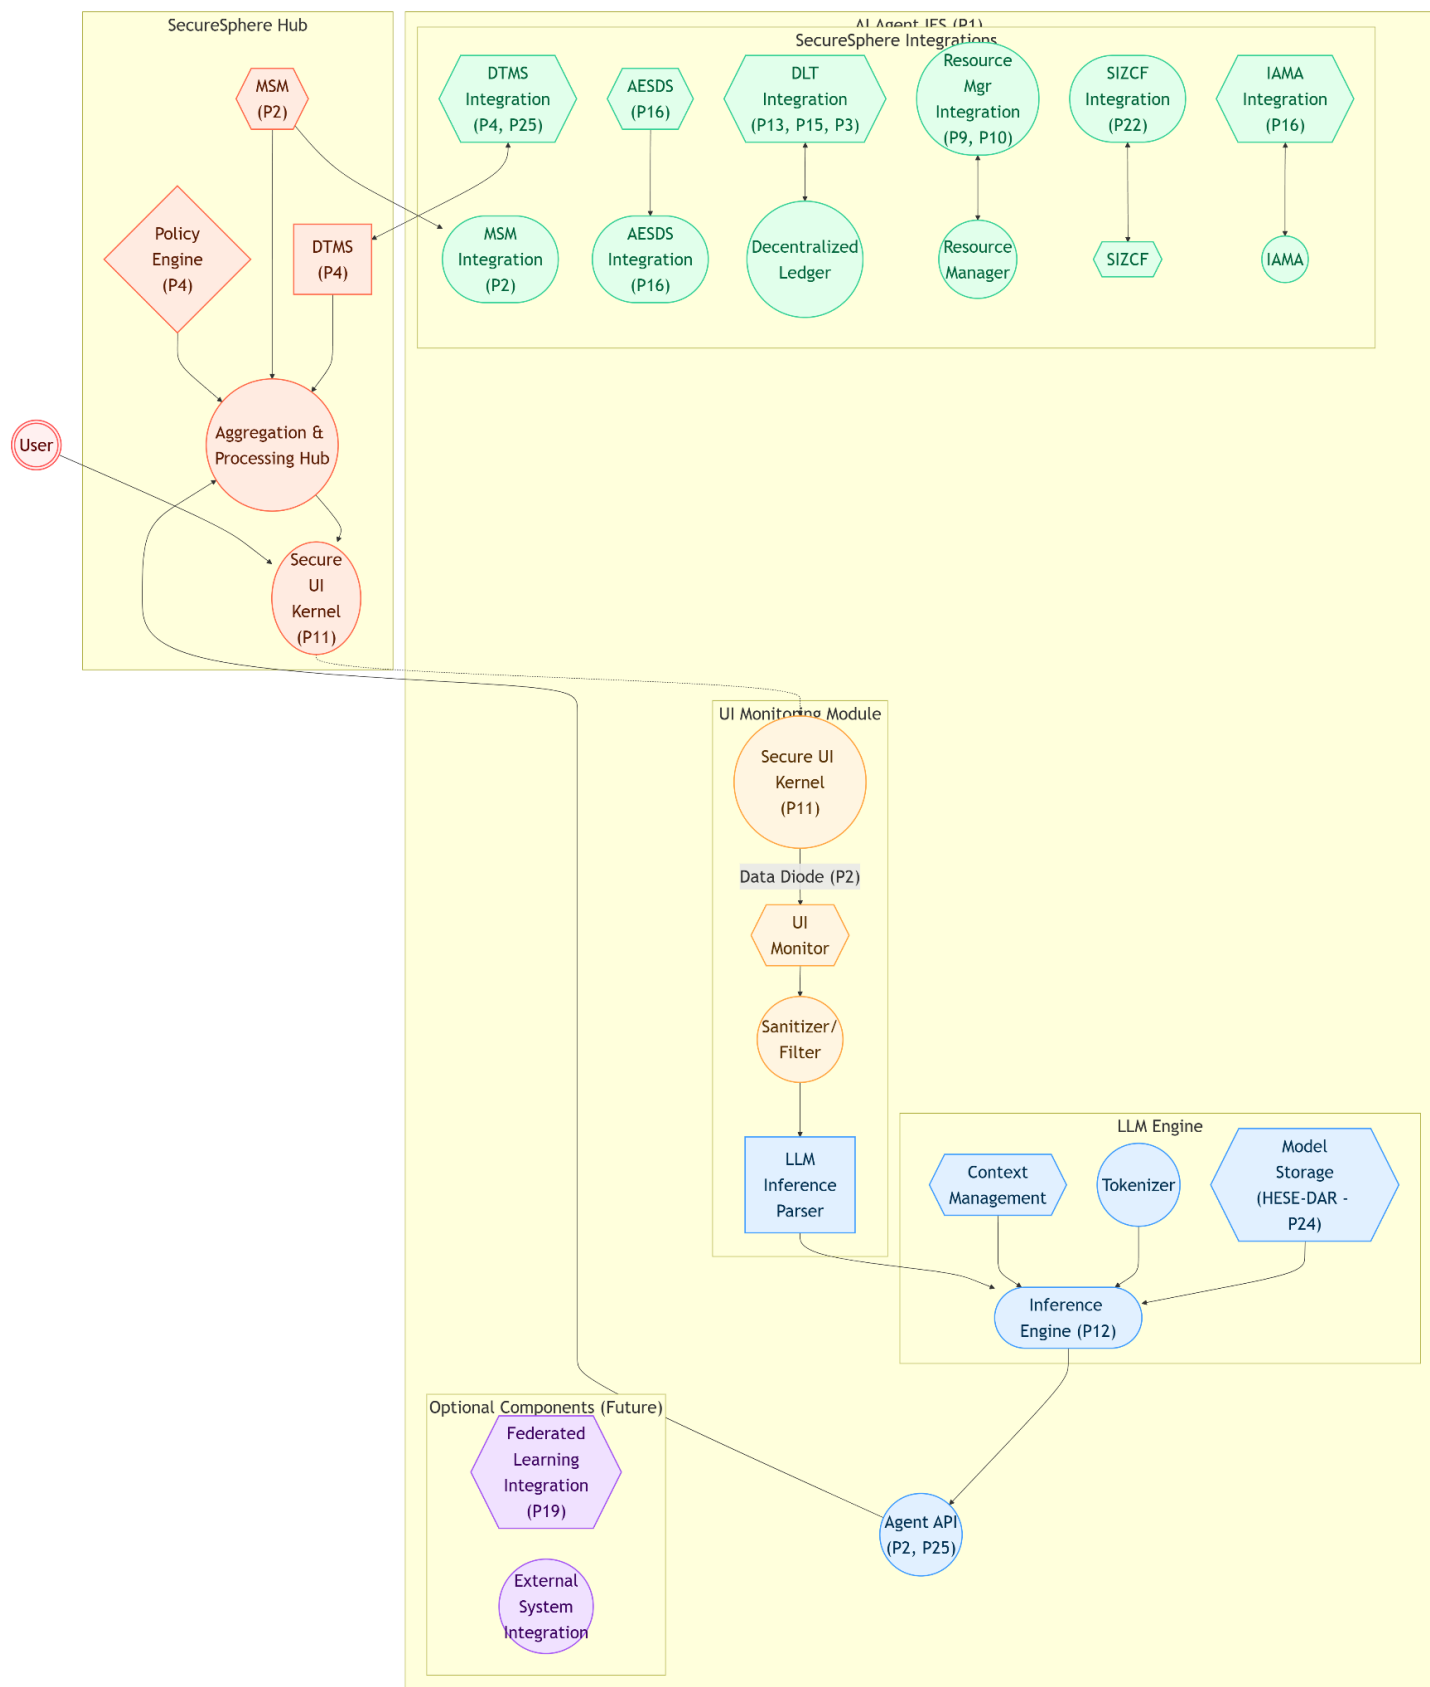 SecureSphere Hub
MSM
(P2)
Policy
Engine
(P4)
DTMS
(P4)
User
Aggregation &
Processing Hub
Secure
UI
Kernel
(P11)
AI Agent IES (P1)
SecureSphere Integrations
DTMS
Integration
(P4, P25)
AESDS
(P16)
DLT
Integration
(P13, P15, P3)
Resource
Mgr
Integration
(P9, P10)
SIZCF
Integration
(P22)
IAMA
Integration
(P16)
MSM
Integration
(P2)
AESDS
Integration
(P16)
Decentralized
Ledger
Resource
Manager
SIZCF
IAMA
UI Monitoring Module
Secure UI
Kernel
(P11)
Data Diode (P2)
UI
Monitor
Sanitizer/
Filter
LLM
Inference
Parser
LLM Engine
Context
Management
Tokenizer
Model
Storage
(HESE-DAR -
P24)
Inference
Engine (P12)
Optional Components (Future)
Federated
Learning
Integration
(P19)
External
System
Integration
Agent API
(P2, P25)